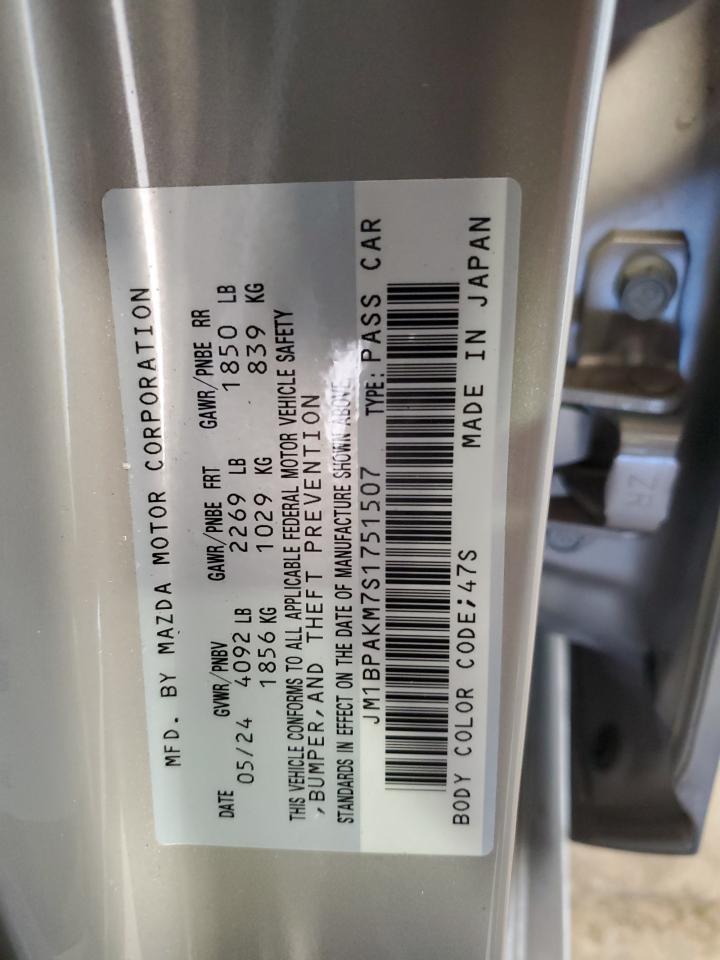 MFD. BY MAZDA MOTOR CORPORATION
DATE GVWR/PNBV GAWR/PNBE FRT GAWR/PNBE RR
05/24 4092 LB 2269 LB 1850 LB
1856 KG 1029 KG 839 KG
THIS VEHICLE CONFORMS TO ALL APPLICABLE FEDERAL MOTOR VEHICLE SAFETY
,BUMPER,AND THEFT PREVENTION
STANDARDS IN EFFECT ON THE DATE OF MANUFACTURE SHOWN ABOVE.
JM1BPAKM7S1751507 TYPE: PASS CAR
BODY COLOR CODE;47S MADE IN JAPAN
ZR